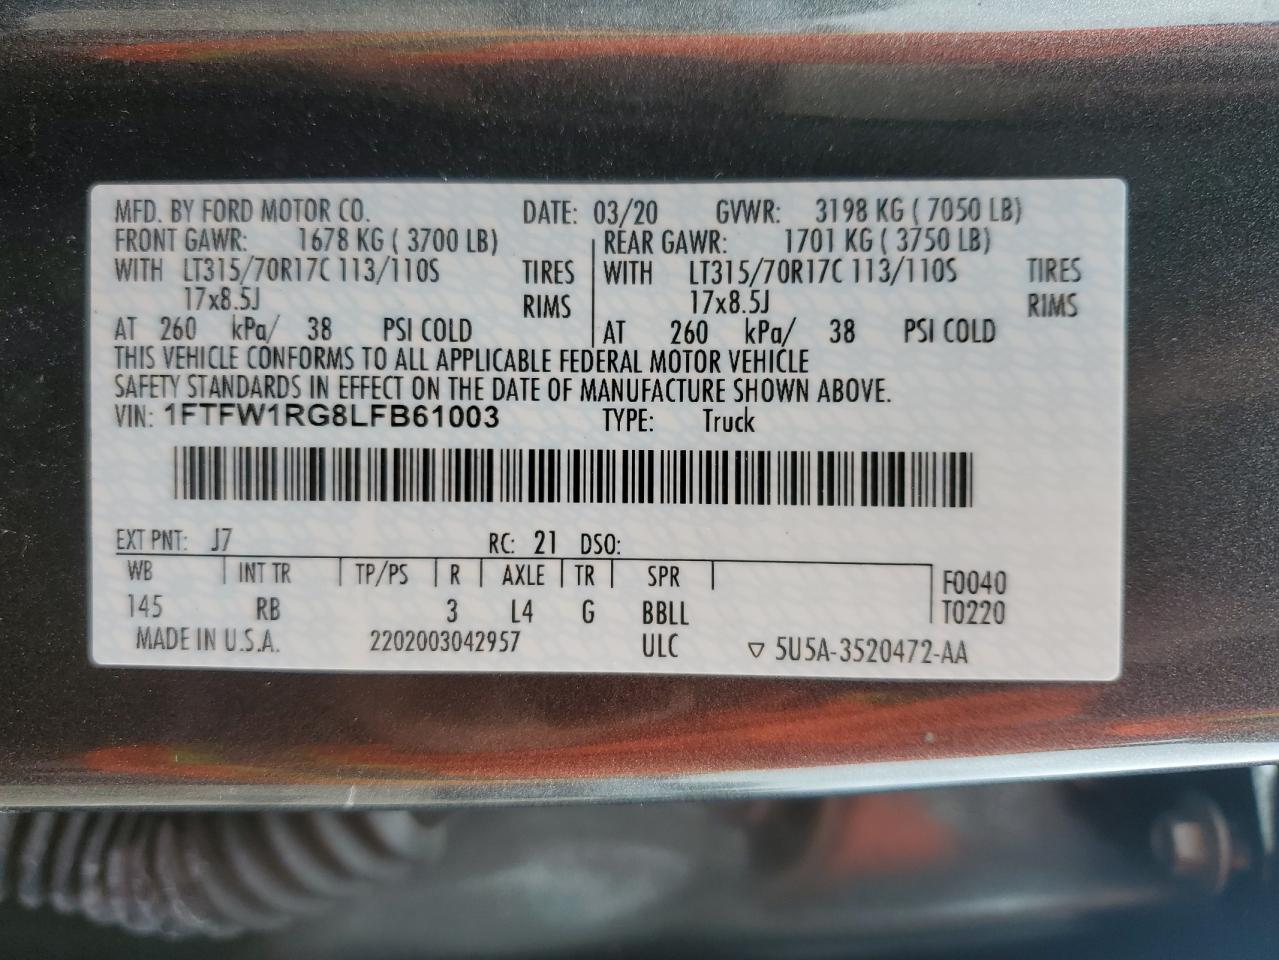 MFD. BY FORD MOTOR CO. DATE: 03/20 GVWR: 3198 KG ( 7050 LB)
FRONT GAWR: 1678 KG ( 3700 LB) REAR GAWR: 1701 KG ( 3750 LB)
WITH LT315/70R17C 113/110S TIRES WITH LT315/70R17C 113/110S TIRES
17x8.5J RIMS 17x8.5J RIMS
AT 260 kPa/ 38 PSI COLD AT 260 kPa/ 38 PSI COLD
THIS VEHICLE CONFORMS TO ALL APPLICABLE FEDERAL MOTOR VEHICLE
SAFETY STANDARDS IN EFFECT ON THE DATE OF MANUFACTURE SHOWN ABOVE.
VIN: 1FTFW1RG8LFB61003 TYPE: Truck
EXT PNT: J7 RC: 21 DSO:
WB INT TR TP/PS R AXLE TR SPR F0040
145 RB 3 L4 G BBLL T0220
MADE IN U.S.A. 2202003042957 ULC ▽ 5U5A-3520472-AA